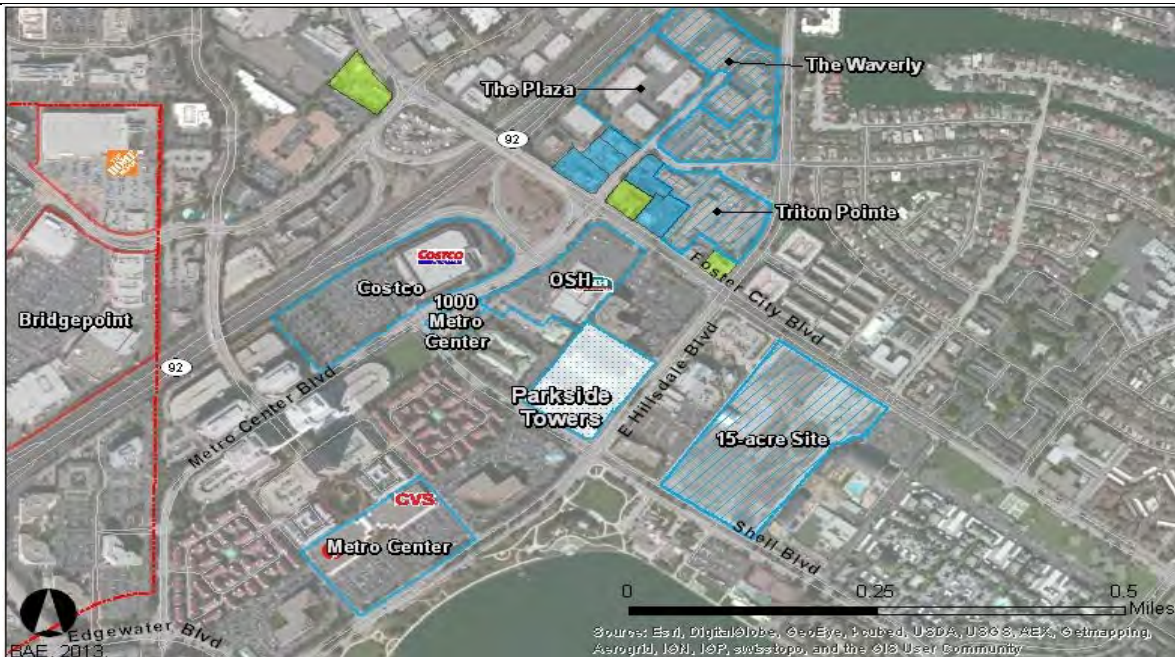 The Waverly
The Plaza
92
Triton Pointe
COSTCO
OSH
Costco
Foster City Blvd
1000
Metro
Center
Bridgepoint
92
Metro Center Blvd
Parkside
Towers
E Hillsdale Blvd
15-acre Site
CVS
Metro Center
Shell Blvd
0
0.25
0.5
Miles
Edgewater Blvd
BAE, 2013.
Source: Esri, DigitalGlobe, GeoEye, i-cubed, USDA, USGS, AEX, Getmapping,
Aerogrid, IGN, IGP, swisstopo, and the GIS User Community